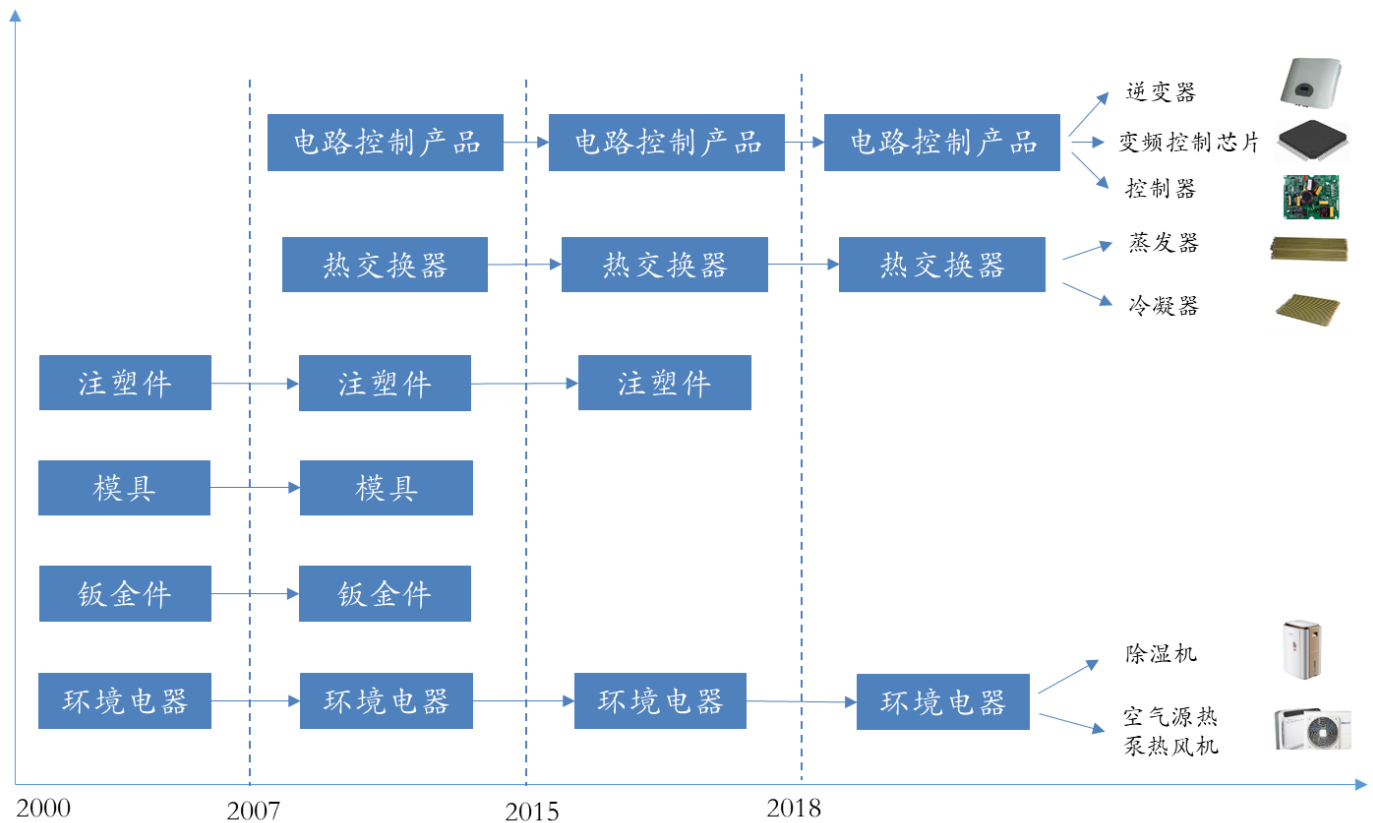 逆变器
电路控制产品 电路控制产品 电路控制产品 变频控制芯片
控制器
热交换器 热交换器 热交换器 蒸发器
冷凝器
注塑件 注塑件 注塑件
模具 模具
钣金件 钣金件
除湿机
环境电器 环境电器 环境电器 环境电器
空气源热
泵热风机
2000 2007 2015 2018